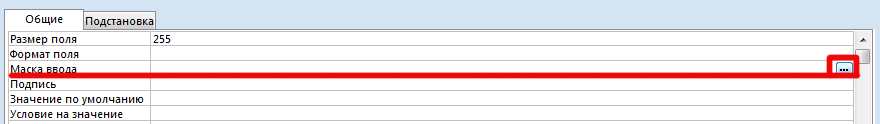 Общие Подстановка
Размер поля 255
Формат поля
Маска ввода ...
Подпись
Значение по умолчанию
Условие на значение